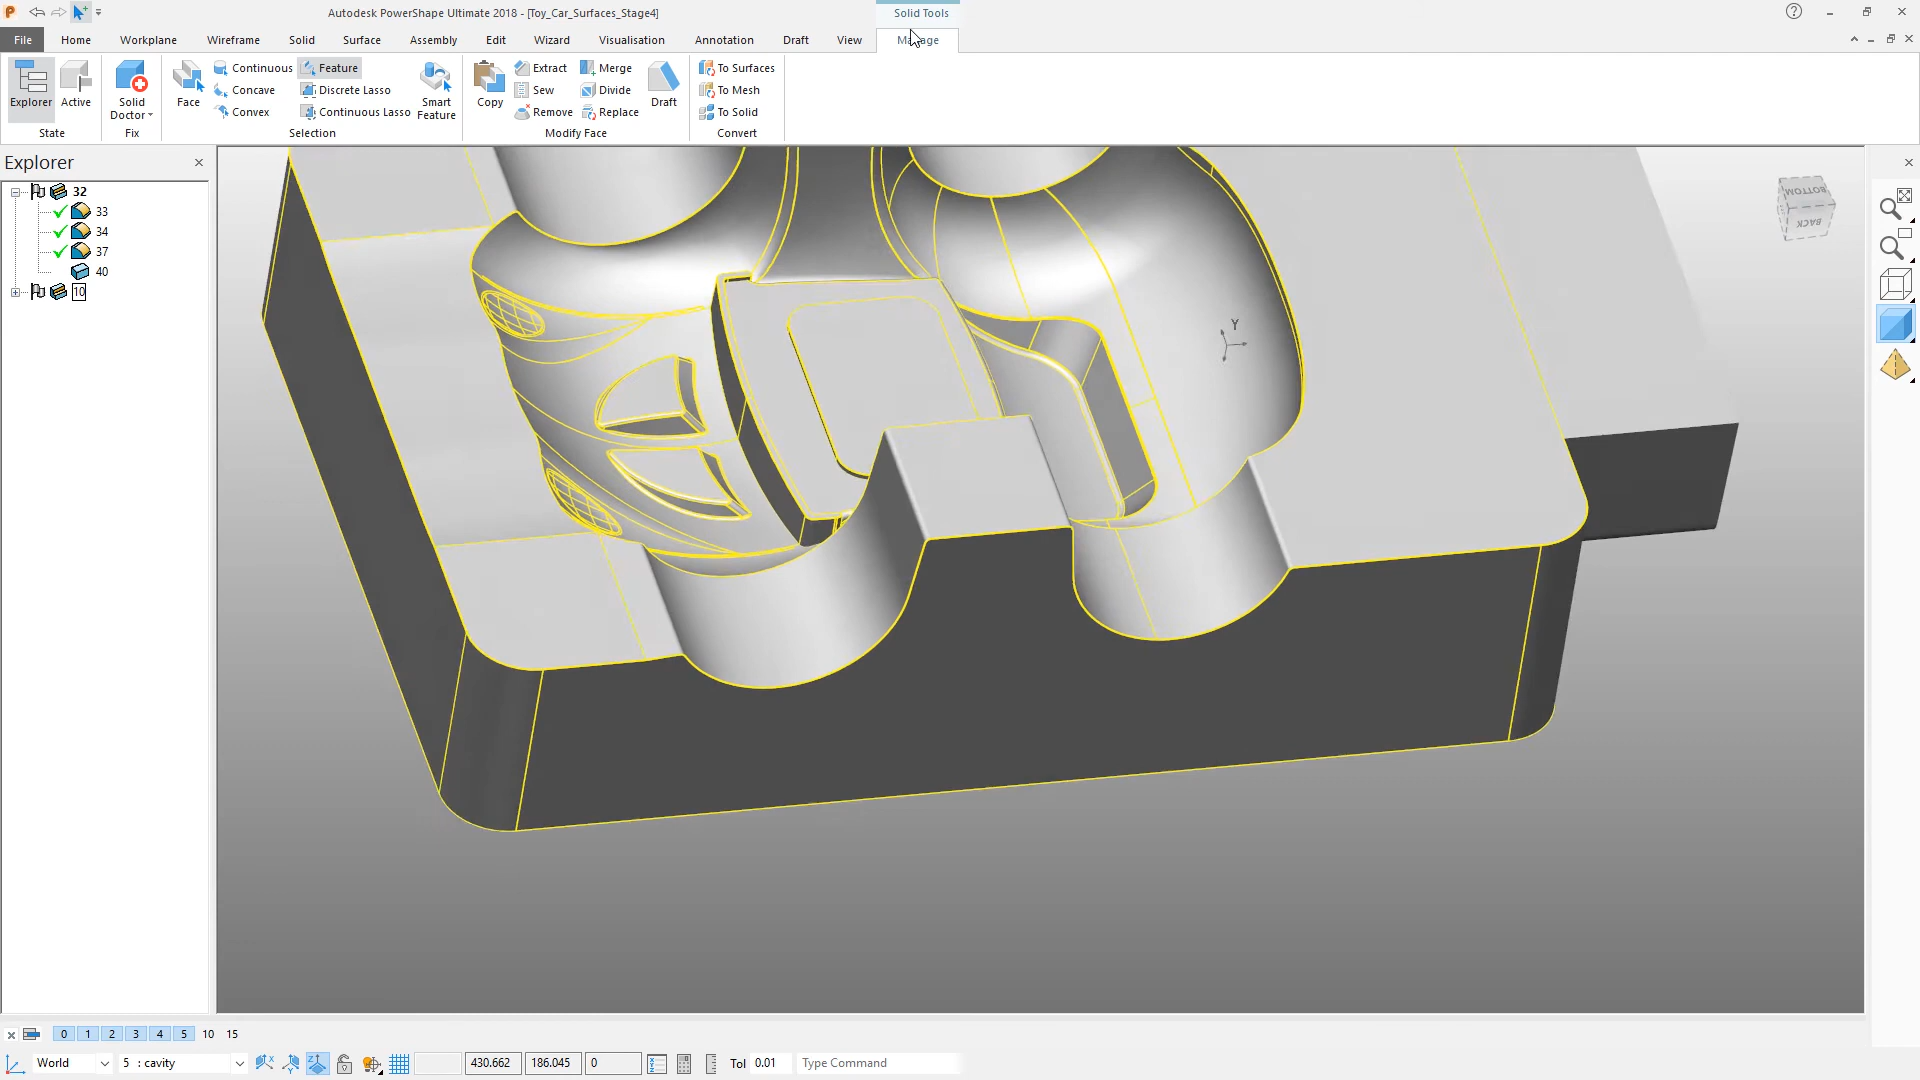 Autodesk PowerShape Ultimate 2018 - [Toy_Car_Surfaces_Stage4]
Solid Tools
File Home Workplane Wireframe Solid Surface Assembly Edit Wizard Visualisation Annotation Draft View Manage
Explorer Active
State
Solid Doctor
Fix
Face
Continuous
Concave
Convex
Feature
Discrete Lasso
Continuous Lasso
Smart Feature
Selection
Copy
Extract
Sew
Remove
Merge
Divide
Replace
Draft
Modify Face
To Surfaces
To Mesh
To Solid
Convert
Explorer
32
33
34
37
40
10
BOTTOM
BACK
Y
0 1 2 3 4 5 10 15
World 5 : cavity 430.662 186.045 0 Tol 0.01 Type Command